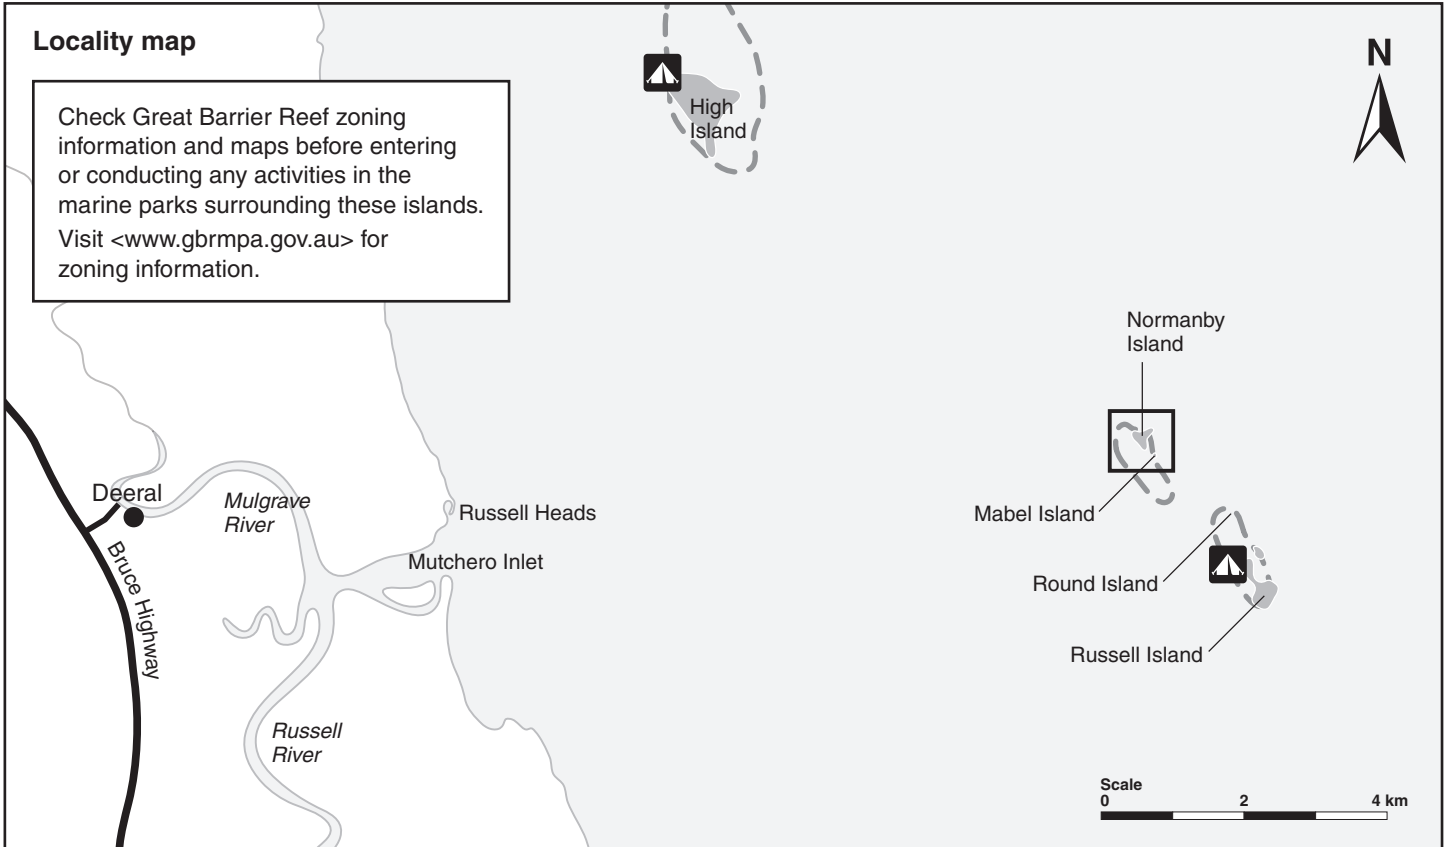 Locality map
Check Great Barrier Reef zoning
information and maps before entering
or conducting any activities in the
marine parks surrounding these islands.
Visit <www.gbrmpa.gov.au> for
zoning information.
High
Island
N
Normanby
Island
Deeral
Mulgrave
River
Russell Heads
Mabel Island
Mutchero Inlet
Bruce Highway
Round Island
Russell Island
Russell
River
Scale
0 2 4 km